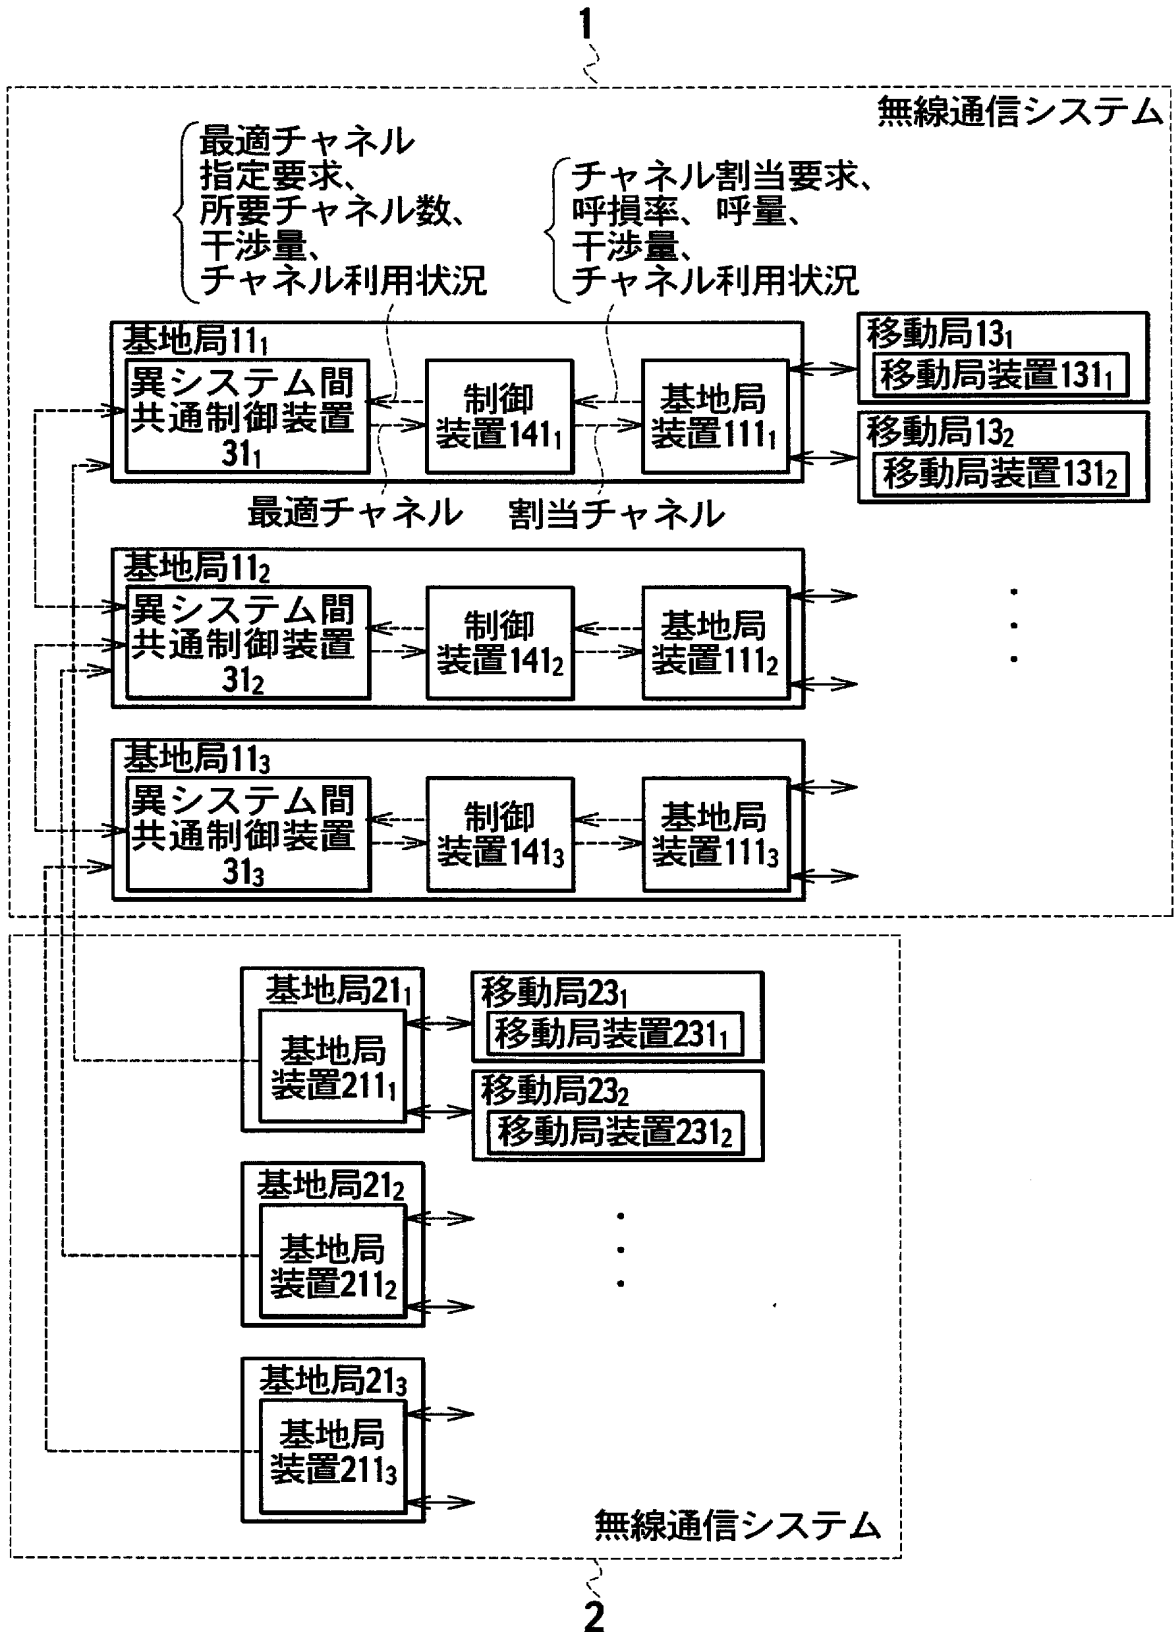 1
無線通信システム
最適チャネル
指定要求、
所要チャネル数、
干渉量、
チャネル利用状況
チャネル割当要求、
呼損率、呼量、
干渉量、
チャネル利用状況
基地局11₁
異システム間
共通制御装置
31₁
制御
装置141₁
基地局
装置111₁
移動局13₁
移動局装置131₁
移動局13₂
移動局装置131₂
最適チャネル
割当チャネル
基地局11₂
異システム間
共通制御装置
31₂
制御
装置141₂
基地局
装置111₂
基地局11₃
異システム間
共通制御装置
31₃
制御
装置141₃
基地局
装置111₃
基地局21₁
基地局
装置211₁
移動局23₁
移動局装置231₁
移動局23₂
移動局装置231₂
基地局21₂
基地局
装置211₂
基地局21₃
基地局
装置211₃
無線通信システム
2